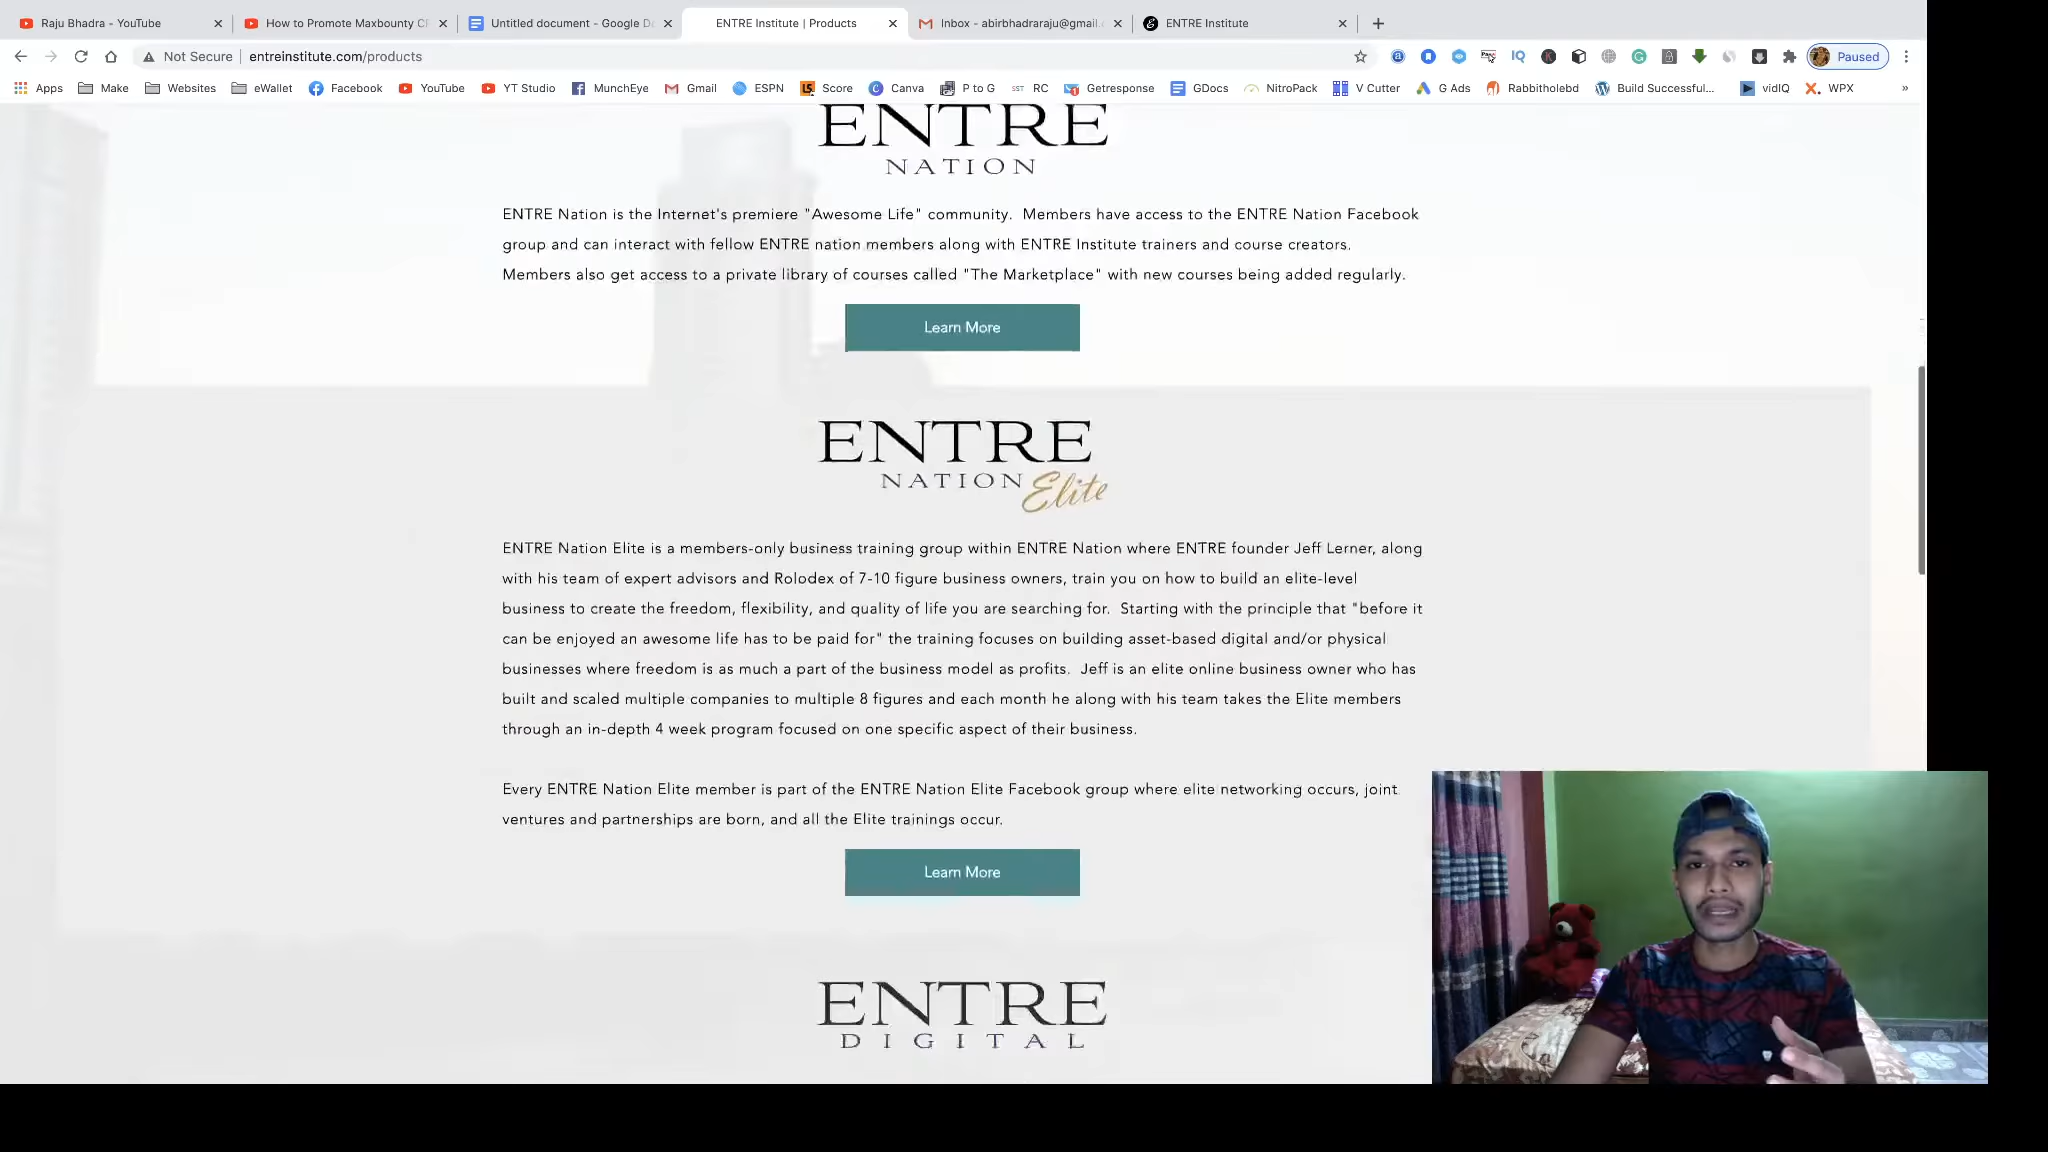 Raju Bhadra - YouTube
How to Promote Maxbounty
Untitled document - Google
ENTRE Institute | Products
Inbox - abirbhadraraju@gmail.
ENTRE Institute
Not Secure
entreinstitute.com/products
Paused
Apps
Make
Websites
eWallet
Facebook
YouTube
YT Studio
MunchEye
Gmail
ESPN
Score
Canva
P to G
RC
Getresponse
GDocs
NitroPack
V Cutter
G Ads
Rabbitholebd
Build Successful...
vidIQ
WPX
»
ENTRE
NATION
ENTRE Nation is the Internet's premiere "Awesome Life" community. Members have access to the ENTRE Nation Facebook
group and can interact with fellow ENTRE nation members along with ENTRE Institute trainers and course creators.
Members also get access to a private library of courses called "The Marketplace" with new courses being added regularly.
Learn More
ENTRE
NATION Elite
ENTRE Nation Elite is a members-only business training group within ENTRE Nation where ENTRE founder Jeff Lerner, along
with his team of expert advisors and Rolodex of 7-10 figure business owners, train you on how to build an elite-level
business to create the freedom, flexibility, and quality of life you are searching for. Starting with the principle that "before it
can be enjoyed an awesome life has to be paid for" the training focuses on building asset-based digital and/or physical
businesses where freedom is as much a part of the business model as profits. Jeff is an elite online business owner who has
built and scaled multiple companies to multiple 8 figures and each month he along with his team takes the Elite members
through an in-depth 4 week program focused on one specific aspect of their business.
Every ENTRE Nation Elite member is part of the ENTRE Nation Elite Facebook group where elite networking occurs, joint
ventures and partnerships are born, and all the Elite trainings occur.
Learn More
ENTRE
DIGITAL